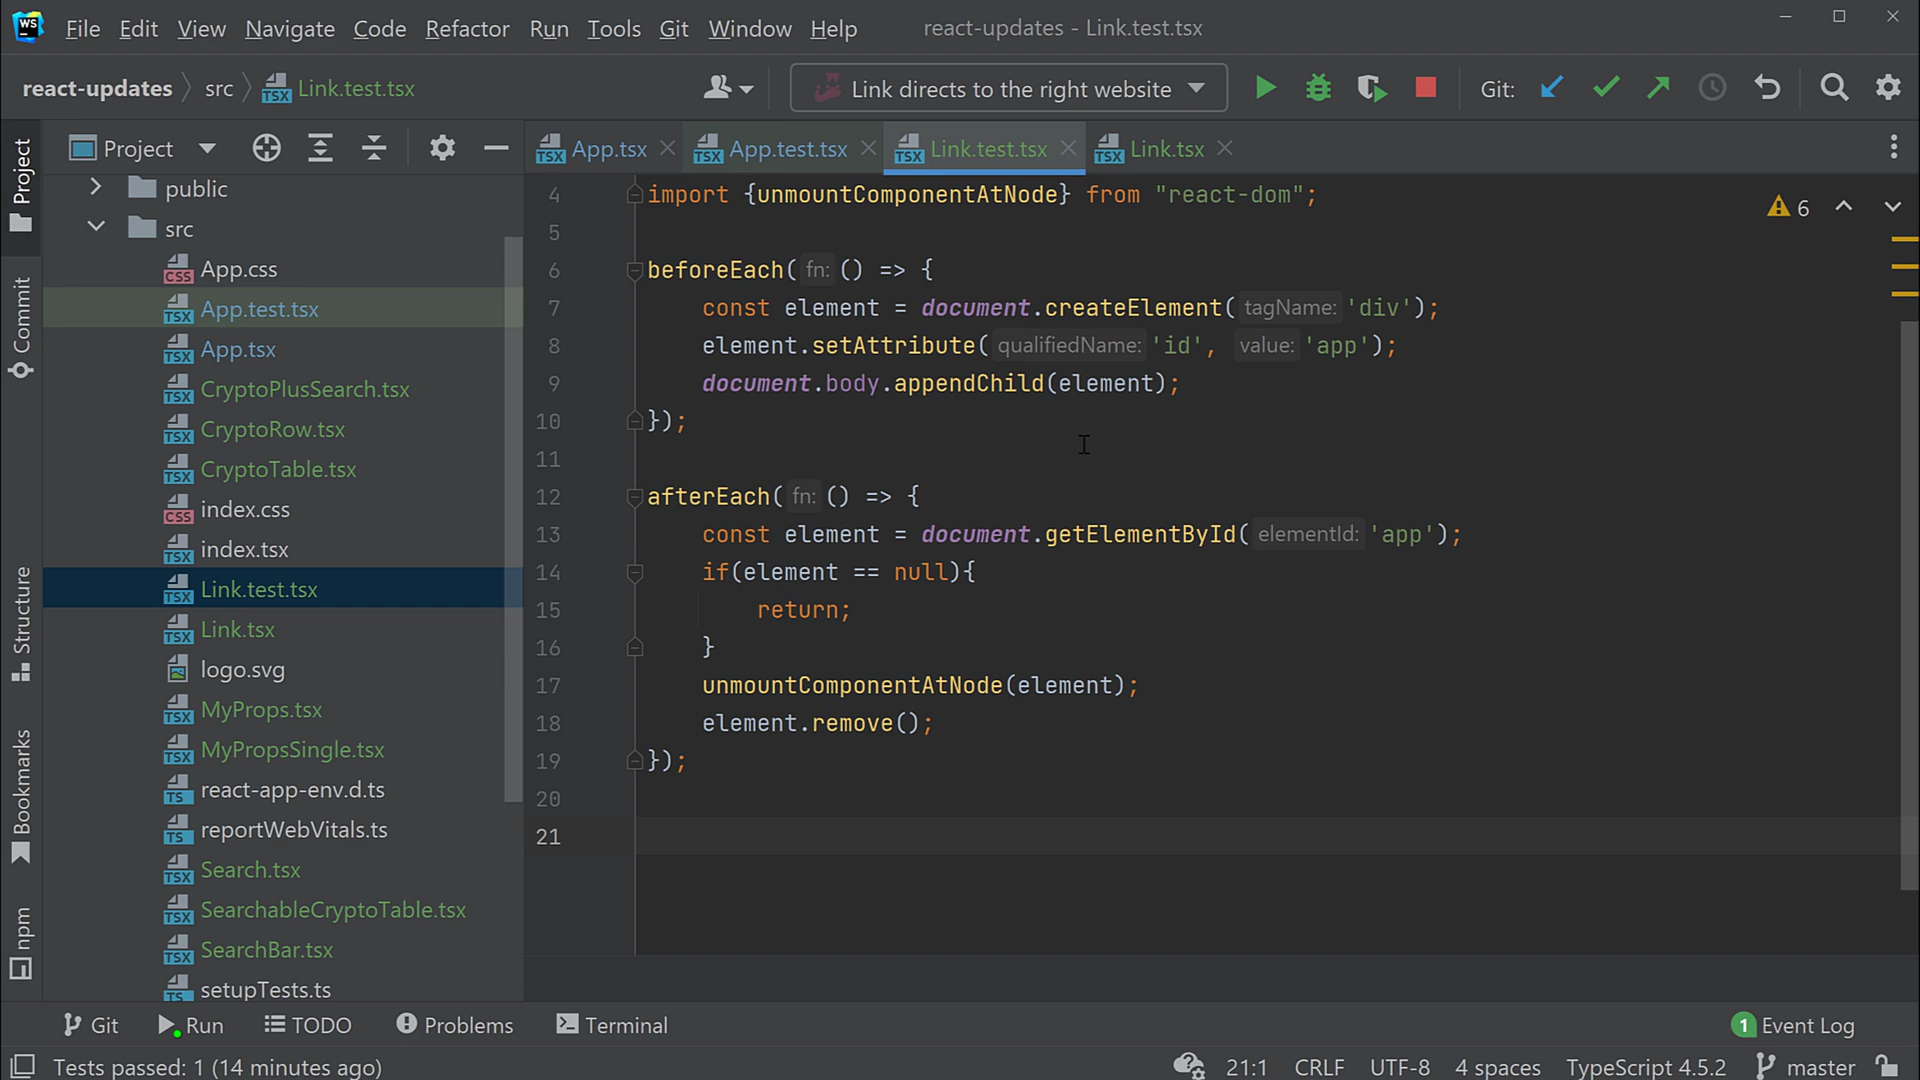 WS
File Edit View Navigate Code Refactor Run Tools Git Window Help
react-updates - Link.test.tsx
react-updates src Link.test.tsx
Link directs to the right website
Git:
Project
App.tsx
App.test.tsx
Link.test.tsx
Link.tsx
Project
Commit
Structure
Bookmarks
npm
public
src
App.css
App.test.tsx
App.tsx
CryptoPlusSearch.tsx
CryptoRow.tsx
CryptoTable.tsx
index.css
index.tsx
Link.test.tsx
Link.tsx
logo.svg
MyProps.tsx
MyPropsSingle.tsx
react-app-env.d.ts
reportWebVitals.ts
Search.tsx
SearchableCryptoTable.tsx
SearchBar.tsx
setupTests.ts
4 import {unmountComponentAtNode} from "react-dom";
6
5
6 beforeEach( fn: () => {
7 const element = document.createElement( tagName: 'div');
8 element.setAttribute( qualifiedName: 'id', value: 'app');
9 document.body.appendChild(element);
10 });
11
12 afterEach( fn: () => {
13 const element = document.getElementById( elementId: 'app');
14 if(element == null){
15 return;
16 }
17 unmountComponentAtNode(element);
18 element.remove();
19 });
20
21
Git Run TODO Problems Terminal
1 Event Log
Tests passed: 1 (14 minutes ago)
21:1 CRLF UTF-8 4 spaces TypeScript 4.5.2 master